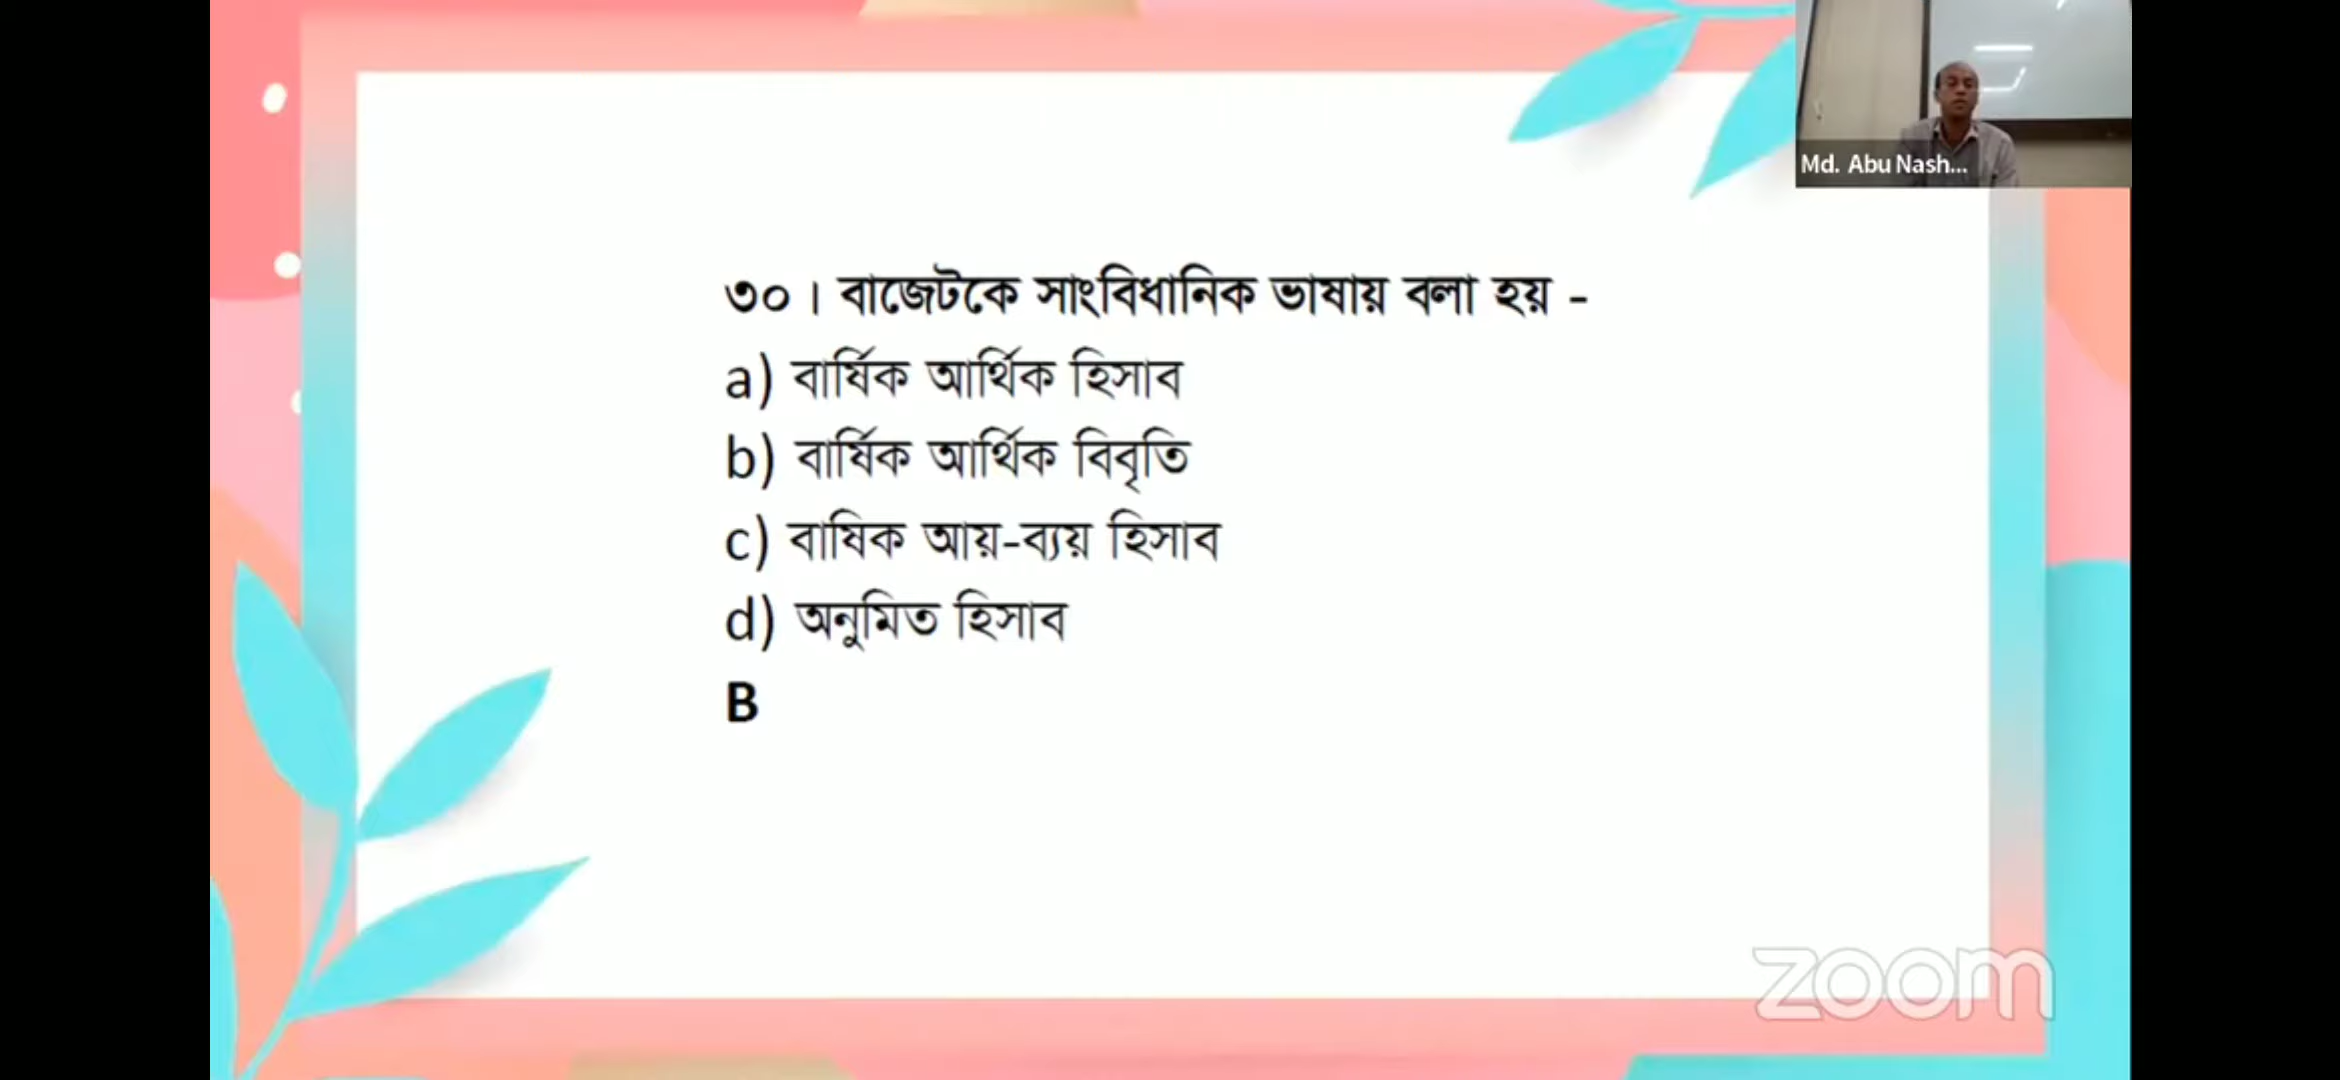 Md. Abu Nash...
৩০। বাজেটকে সাংবিধানিক ভাষায় বলা হয় -
a) বার্ষিক আর্থিক হিসাব
b) বার্ষিক আর্থিক বিবৃতি
c) বাষিক আয়-ব্যয় হিসাব
d) অনুমিত হিসাব
B
zoom